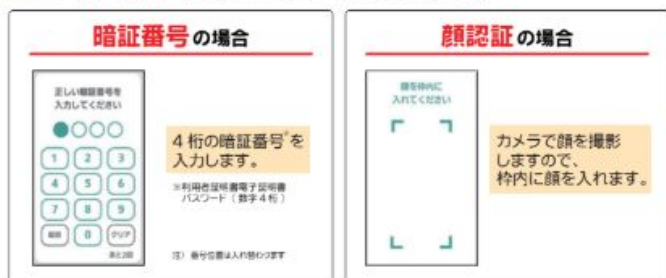 暗証番号の場合
正しい暗証番号を
入力してください
1 2 3
4 5 6
7 8 9
0 クリア
あと2回
4桁の暗証番号※を
入力します。
※利用者証明書電子証明書
パスワード（数字4桁）
注） 番号位置は入れ替わります
顔認証の場合
顔を枠内に
入れてください
カメラで顔を撮影
しますので、
枠内に顔を入れます。